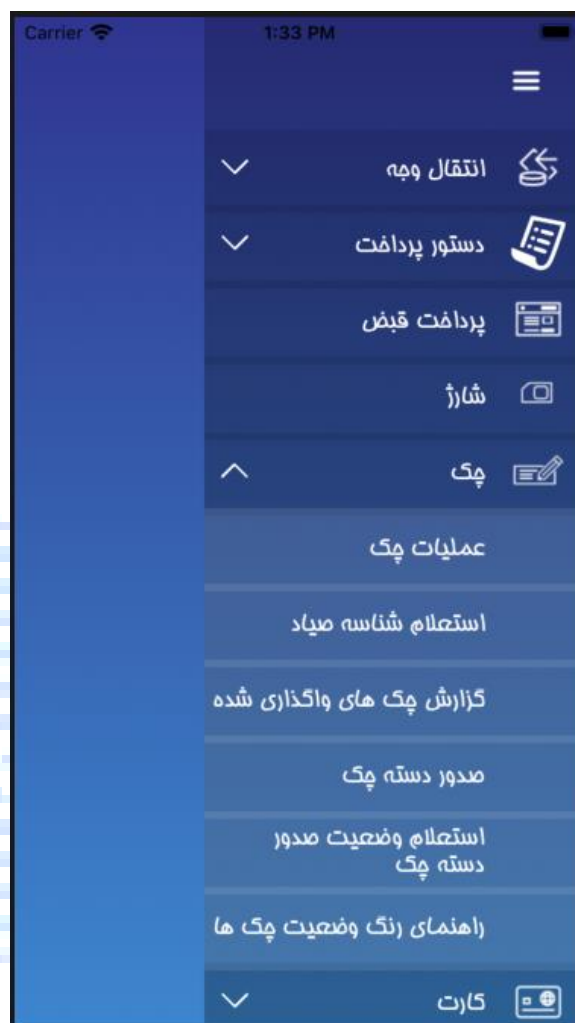 Carrier
1:33 PM
انتقال وجه
دستور پرداخت
پرداخت قبض
شارژ
چک
عملیات چک
استعلام شناسه صیاد
گزارش چک های واگذاری شده
صدور دسته چک
استعلام وضعیت صدور
دسته چک
راهنمای رنگ وضعیت چک ها
کارت